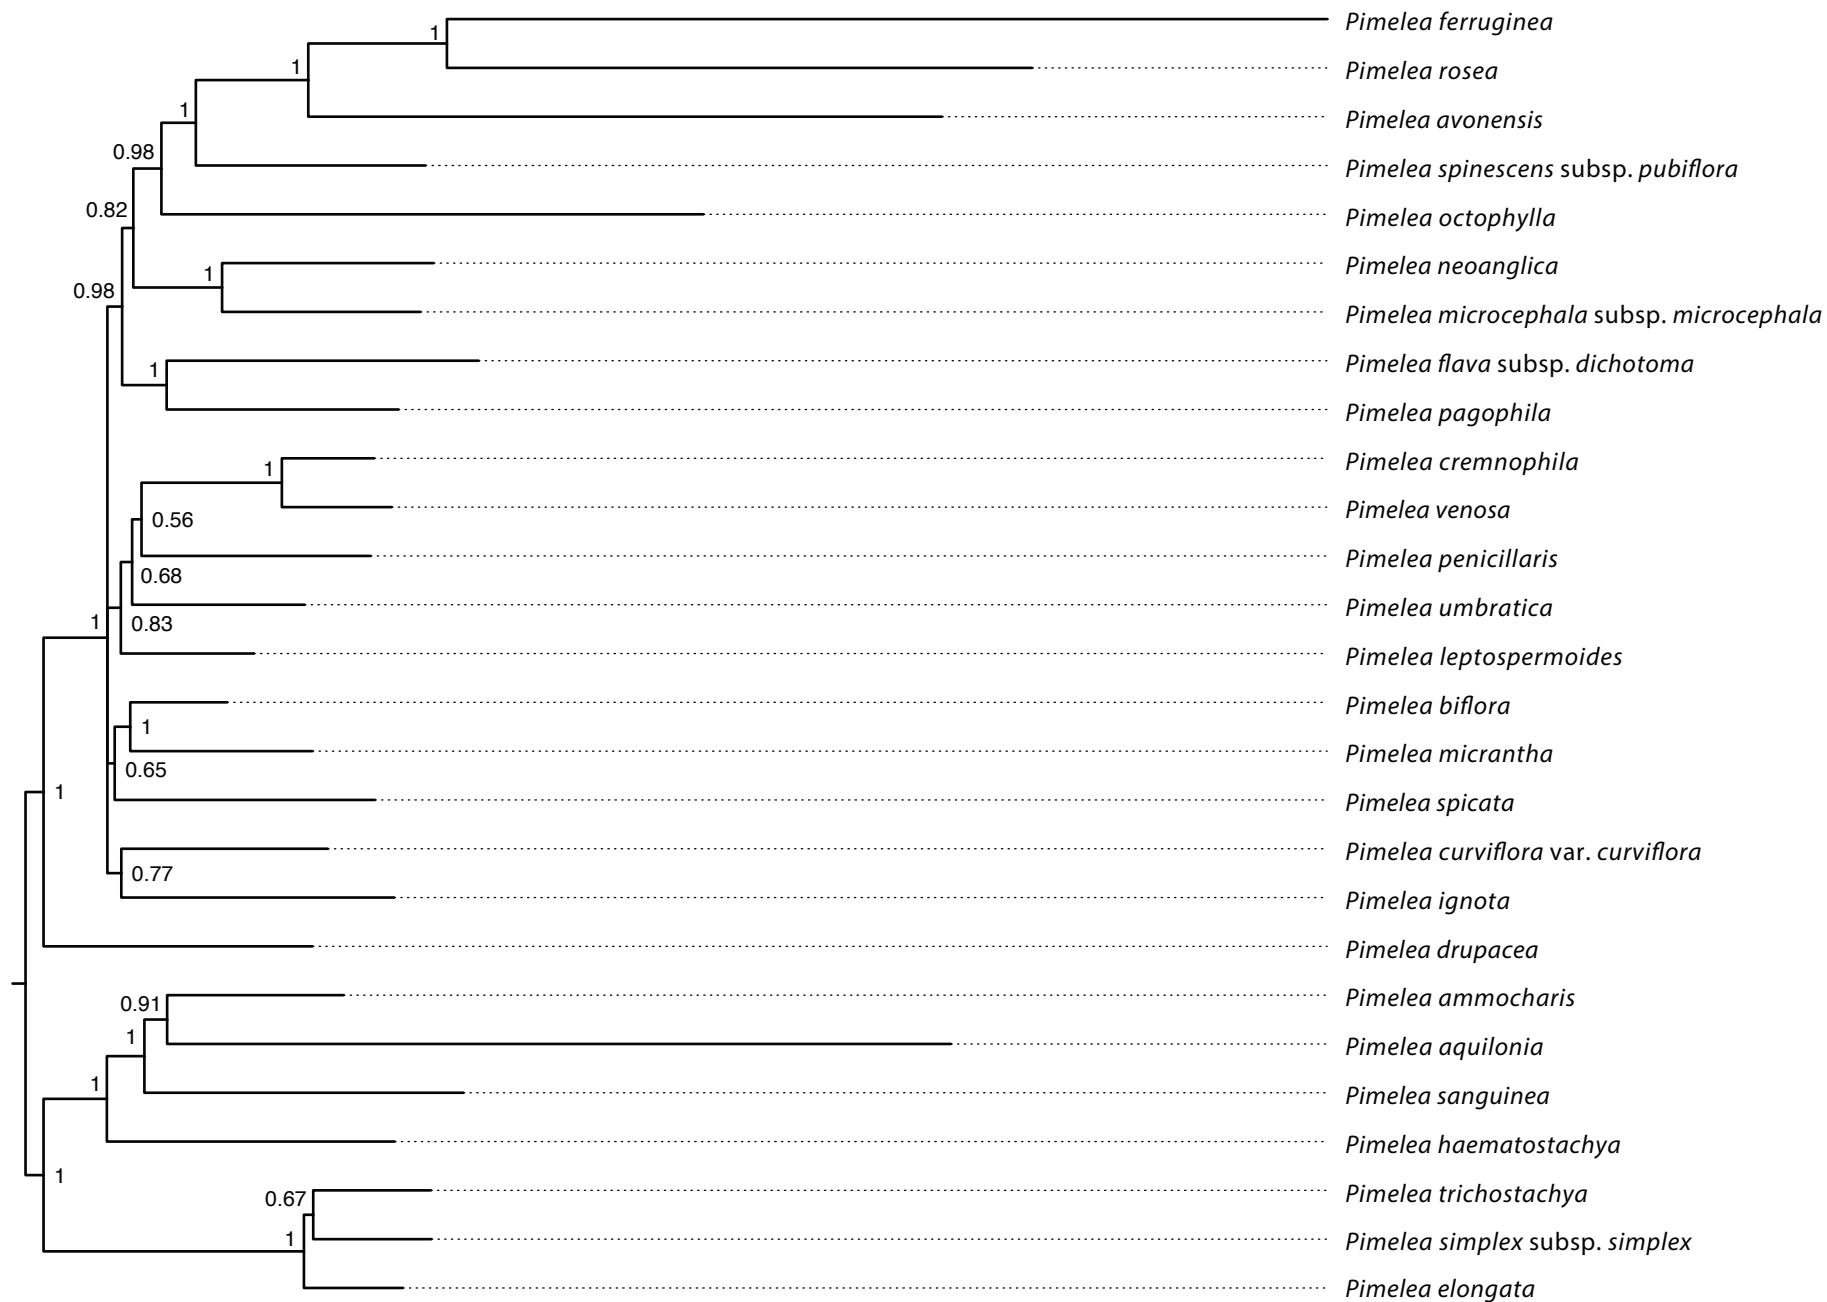 1
Pimelea ferruginea
1
Pimelea rosea
1
Pimelea avonensis
0.98
Pimelea spinescens subsp. pubiflora
0.82
Pimelea octophylla
1
Pimelea neoanglica
0.98
Pimelea microcephala subsp. microcephala
1
Pimelea flava subsp. dichotoma
Pimelea pagophila
1
Pimelea cremnophila
0.56
Pimelea venosa
0.68
Pimelea penicillaris
1
0.83
Pimelea umbratica
Pimelea leptospermoides
1
Pimelea biflora
0.65
Pimelea micrantha
1
Pimelea spicata
0.77
Pimelea curviflora var. curviflora
Pimelea ignota
Pimelea drupacea
0.91
Pimelea ammocharis
1
Pimelea aquilonia
1
Pimelea sanguinea
Pimelea haematostachya
1
0.67
Pimelea trichostachya
1
Pimelea simplex subsp. simplex
Pimelea elongata